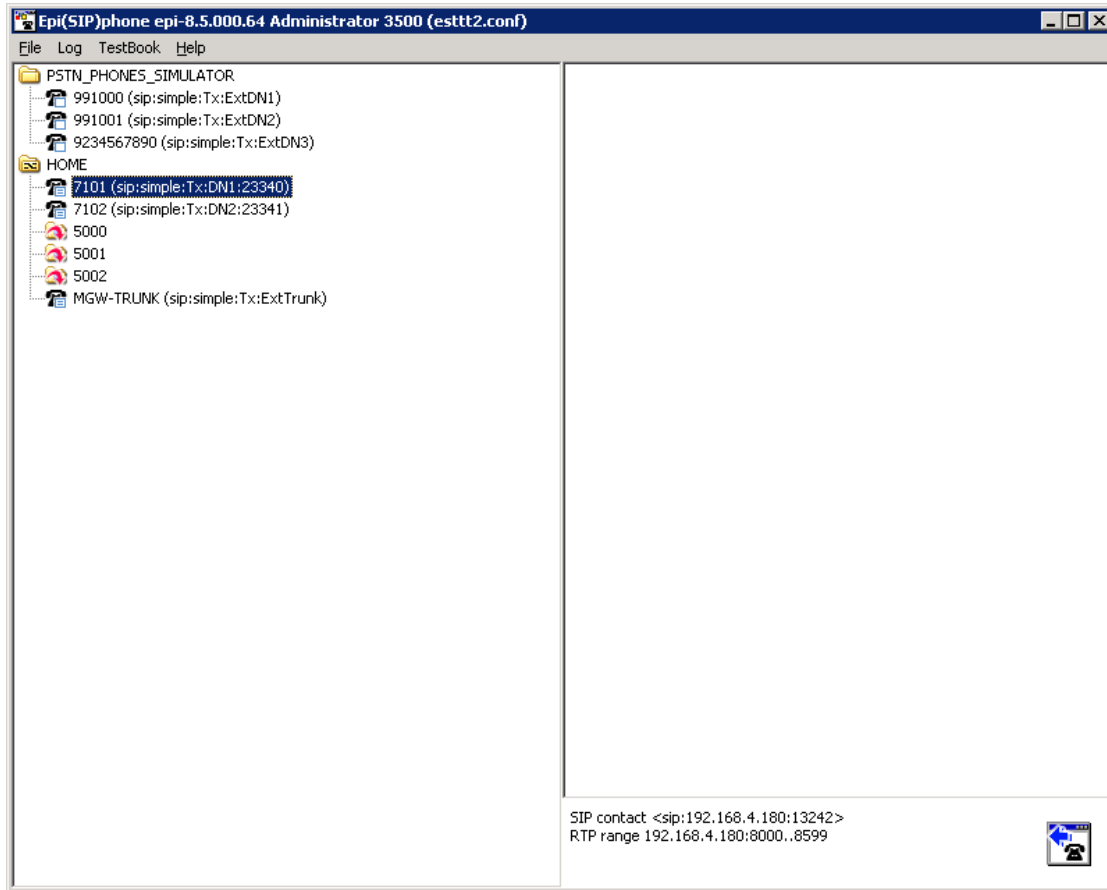 Epi(SIP)phone epi-8.5.000.64 Administrator 3500 (esttt2.conf)
File Log TestBook Help
PSTN_PHONES_SIMULATOR
991000 (sip:simple:Tx:ExtDN1)
991001 (sip:simple:Tx:ExtDN2)
9234567890 (sip:simple:Tx:ExtDN3)
HOME
7101 (sip:simple:Tx:DN1:23340)
7102 (sip:simple:Tx:DN2:23341)
5000
5001
5002
MGW-TRUNK (sip:simple:Tx:ExtTrunk)
SIP contact <sip:192.168.4.180:13242>
RTP range 192.168.4.180:8000..8599